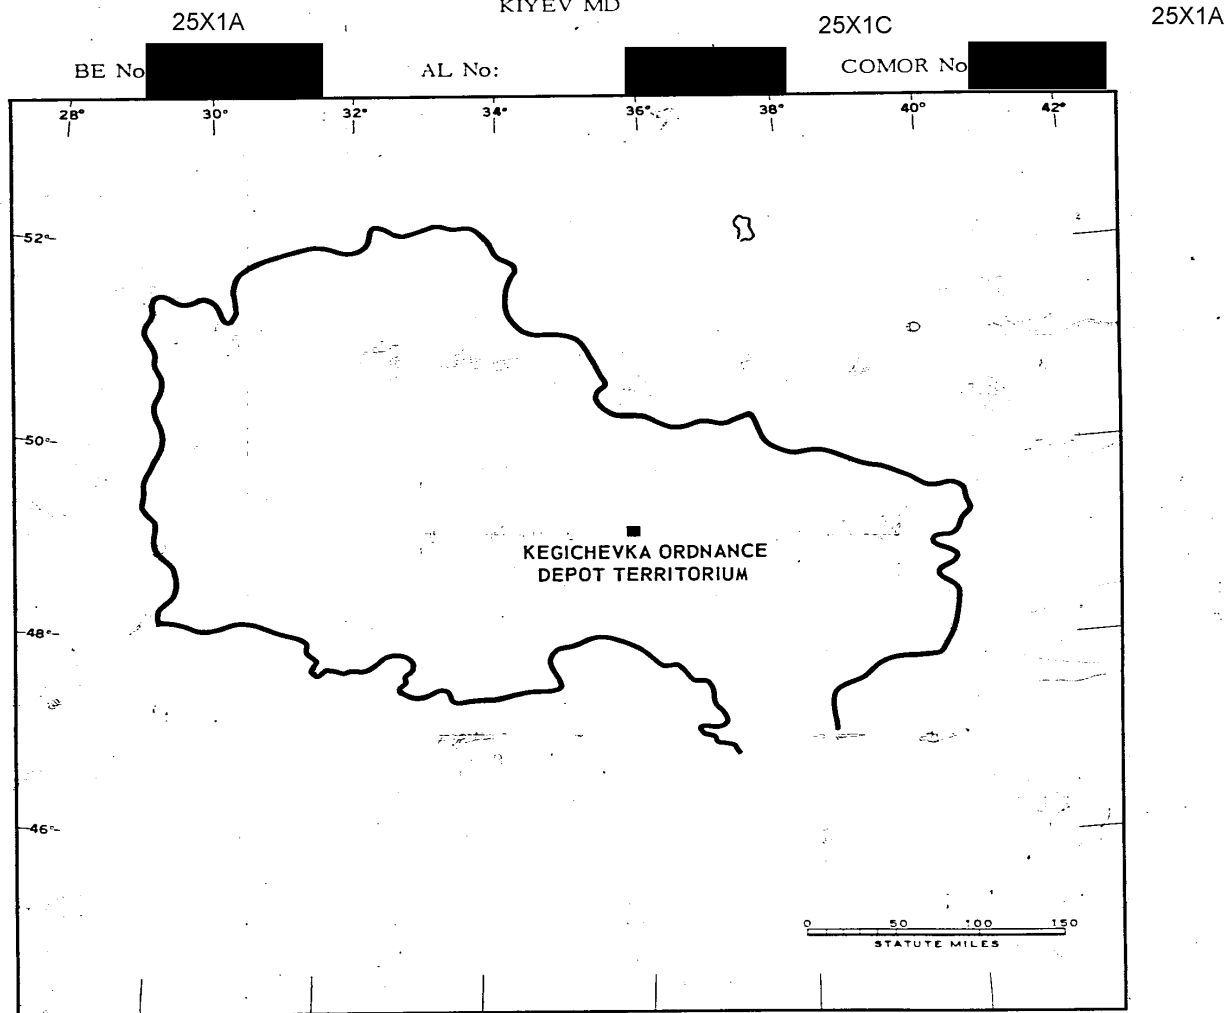 KIYEV MD
25X1A
25X1C
25X1A
BE No
AL No:
COMOR No
28° 30° 32° 34° 36° 38° 40° 42°
52°
50°
KEGICHEVKA ORDNANCE
DEPOT TERRITORIUM
48°
46°
0 50 100 150
STATUTE MILES